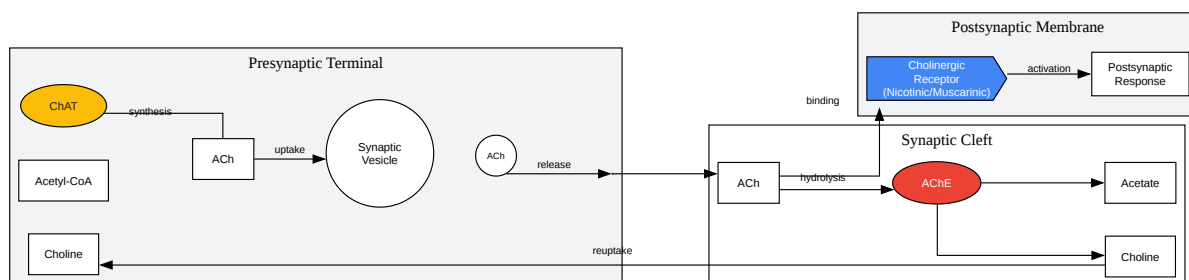 Postsynaptic Membrane
Cholinergic
Receptor
(Nicotinic/Muscarinic)
activation
Postsynaptic
Response
Presynaptic Terminal
ChAT
synthesis
binding
ACh
uptake
Synaptic
Vesicle
ACh
release
Acetyl-CoA
Choline
Synaptic Cleft
ACh
hydrolysis
AChE
Acetate
reuptake
Choline